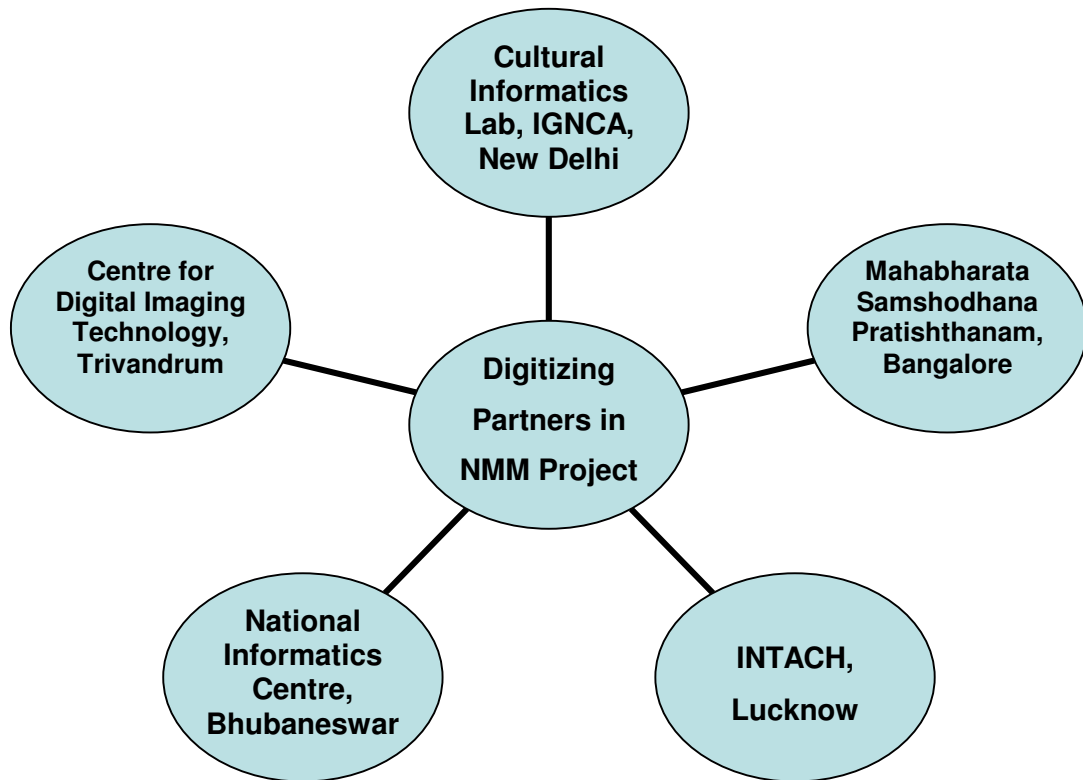 Cultural
Informatics
Lab, IGNCA,
New Delhi
Centre for
Digital Imaging
Technology,
Trivandrum
Mahabharata
Samshodhana
Pratishthanam,
Bangalore
Digitizing
Partners in
NMM Project
National
Informatics
Centre,
Bhubaneswar
INTACH,
Lucknow